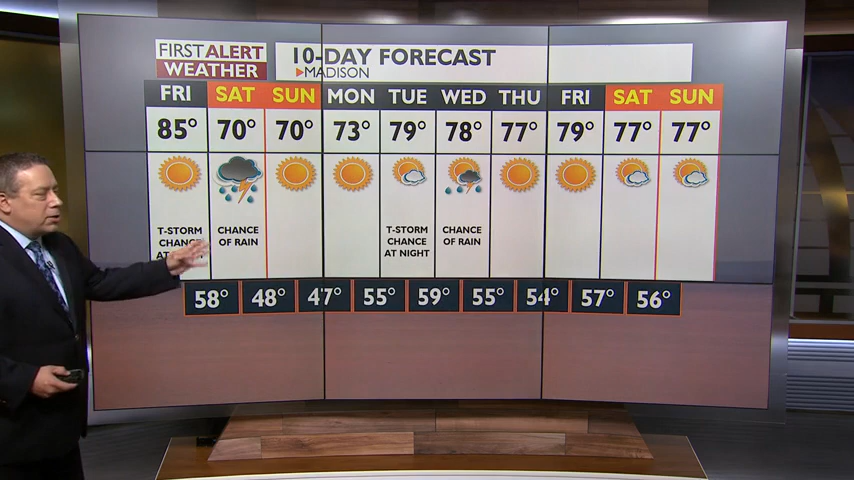 FIRST ALERT
WEATHER
10-DAY FORECAST
MADISON
FRI SAT SUN MON TUE WED THU FRI SAT SUN
85° 70° 70° 73° 79° 78° 77° 79° 77° 77°
T-STORM
CHANCE
AT NIGHT
CHANCE
OF RAIN
T-STORM
CHANCE
AT NIGHT
CHANCE
OF RAIN
58° 48° 47° 55° 59° 55° 54° 57° 56°